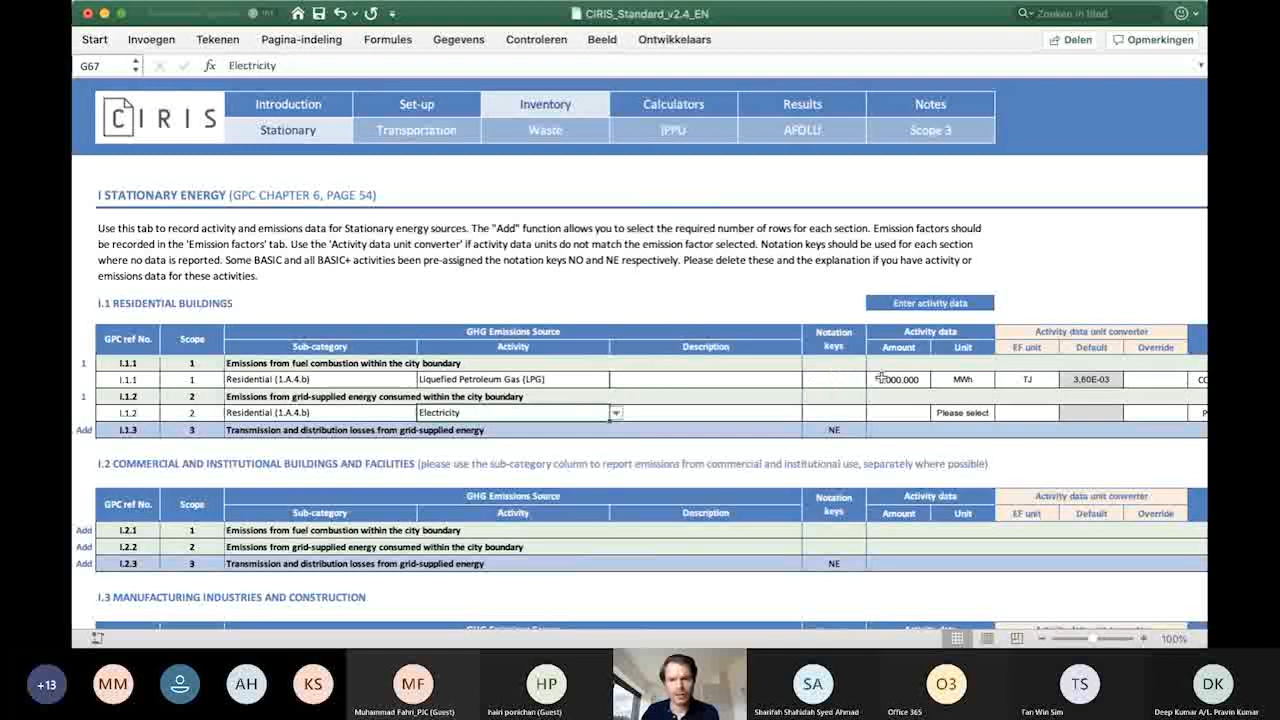 CIRIS_Standard_v2.4_EN
Zoeken in blad
Start Invoegen Tekenen Pagina-indeling Formules Gegevens Controleren Beeld Ontwikkelaars Delen Opmerkingen
G67 fx Electricity
CIRIS
Introduction Set-up Inventory Calculators Results Notes
Stationary Transportation Waste IPPU AFOLU Scope 3
I STATIONARY ENERGY (GPC CHAPTER 6, PAGE 54)
Use this tab to record activity and emissions data for Stationary energy sources. The "Add" function allows you to select the required number of rows for each section. Emission factors should
be recorded in the 'Emission factors' tab. Use the 'Activity data unit converter' if activity data units do not match the emission factor selected. Notation keys should be used for each section
where no data is reported. Some BASIC and all BASIC+ activities been pre-assigned the notation keys NO and NE respectively. Please delete these and the explanation if you have activity or
emissions data for these activities.
I.1 RESIDENTIAL BUILDINGS Enter activity data
GPC ref No. Scope GHG Emissions Source Notation keys Activity data Activity data unit converter
Sub-category Activity Description Amount Unit EF unit Default Override
1 I.1.1 1 Emissions from fuel combustion within the city boundary
I.1.1 1 Residential (1.A.4.b) Liquefied Petroleum Gas (LPG) 000.000 MWh TJ 3,60E-03
1 I.1.2 2 Emissions from grid-supplied energy consumed within the city boundary
I.1.2 2 Residential (1.A.4.b) Electricity Please select
Add I.1.3 3 Transmission and distribution losses from grid-supplied energy NE
I.2 COMMERCIAL AND INSTITUTIONAL BUILDINGS AND FACILITIES (please use the sub-category column to report emissions from commercial and institutional use, separately where possible)
GPC ref No. Scope GHG Emissions Source Notation keys Activity data Activity data unit converter
Sub-category Activity Description Amount Unit EF unit Default Override
Add I.2.1 1 Emissions from fuel combustion within the city boundary
Add I.2.2 2 Emissions from grid-supplied energy consumed within the city boundary
Add I.2.3 3 Transmission and distribution losses from grid-supplied energy NE
I.3 MANUFACTURING INDUSTRIES AND CONSTRUCTION
100%
+13 MM AH KS MF HP SA O3 TS DK
Muhammad Fahri_PJC (Guest) hairi ponichan (Guest) Sharifah Shahidah Syed Ahmad Office 365 Tan Win Sim Deep Kumar A/L. Pravin Kumar